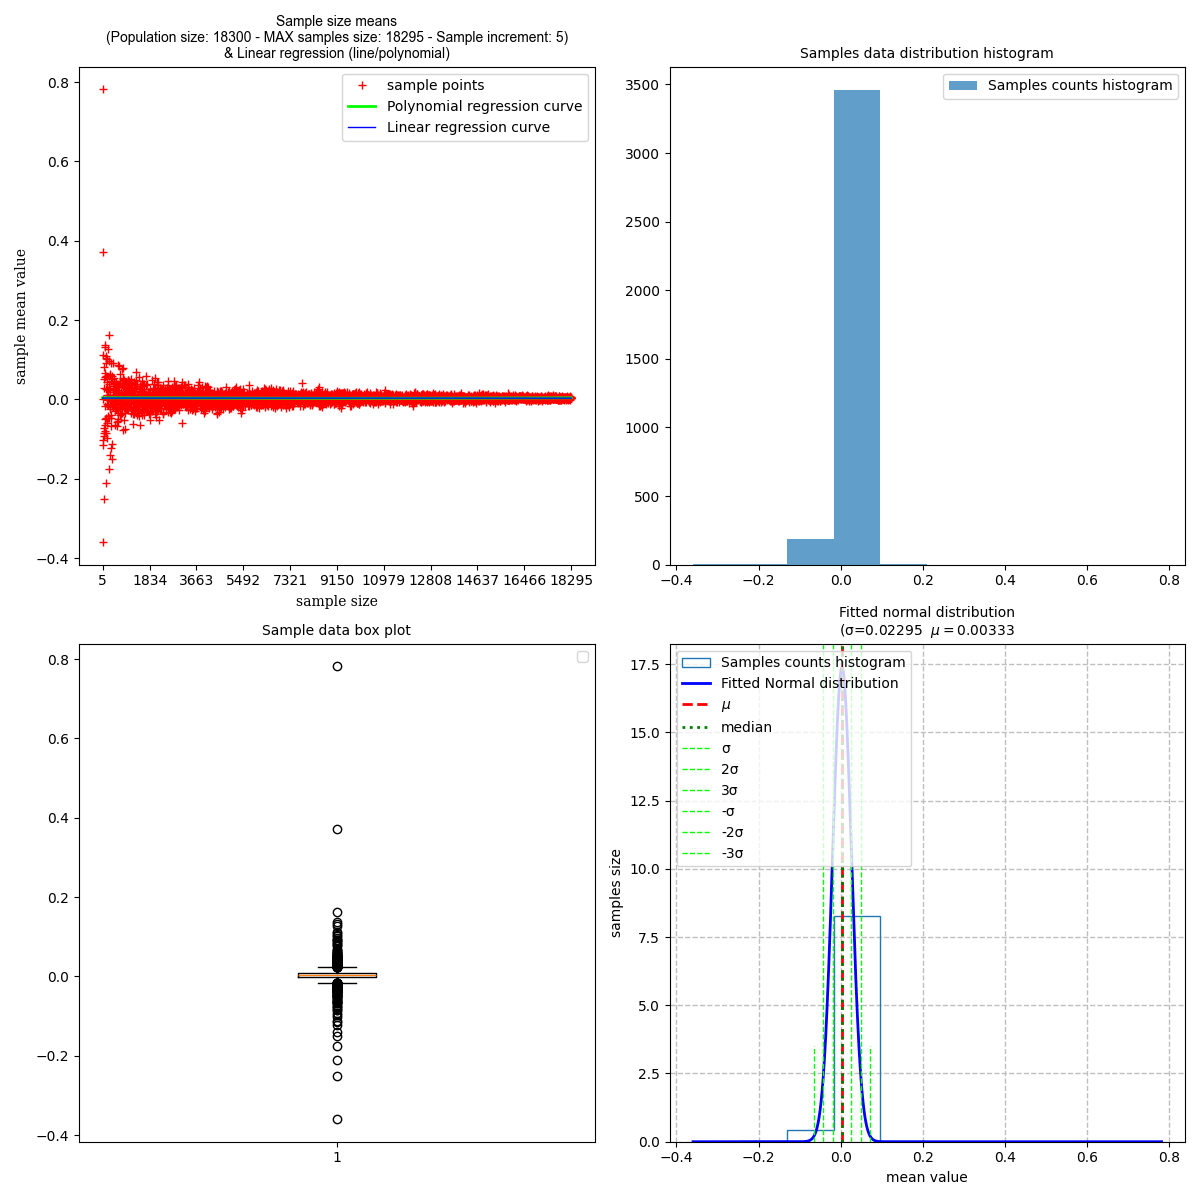 Sample size means
(Population size: 18300 - MAX samples size: 18295 - Sample increment: 5)
& Linear regression (line/polynomial)
sample points
Polynomial regression curve
Linear regression curve
0.8
0.6
0.4
0.2
0.0
−0.2
−0.4
sample mean value
5 1834 3663 5492 7321 9150 10979 12808 14637 16466 18295
sample size
Samples data distribution histogram
Samples counts histogram
3500
3000
2500
2000
1500
1000
500
0
−0.4 −0.2 0.0 0.2 0.4 0.6 0.8
Sample data box plot
0.8
0.6
0.4
0.2
0.0
−0.2
−0.4
1
Fitted normal distribution
(σ=0.02295 μ = 0.00333
Samples counts histogram
Fitted Normal distribution
μ
median
σ
2σ
3σ
-σ
-2σ
-3σ
17.5
15.0
12.5
10.0
7.5
5.0
2.5
0.0
samples size
−0.4 −0.2 0.0 0.2 0.4 0.6 0.8
mean value